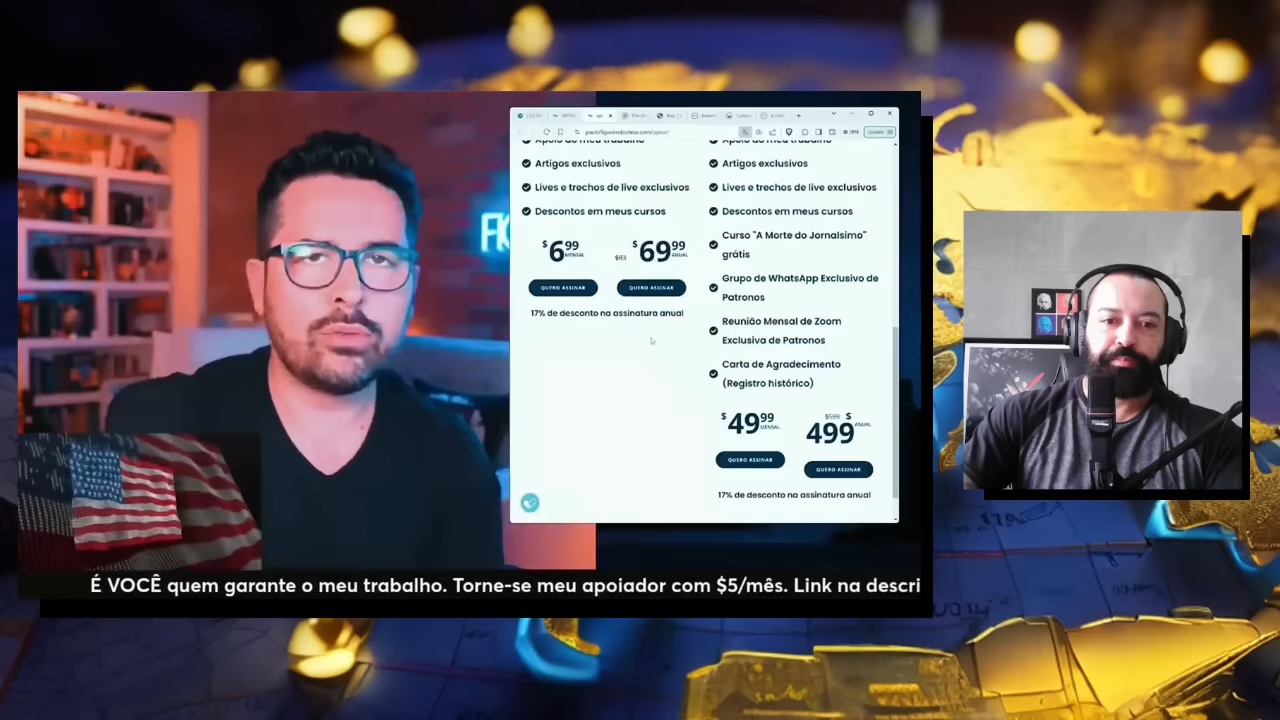 Artigos exclusivos
Lives e trechos de live exclusivos
Descontos em meus cursos
$6 99 MENSAL
$83 $69 99 ANUAL
QUERO ASSINAR
QUERO ASSINAR
17% de desconto na assinatura anual
Artigos exclusivos
Lives e trechos de live exclusivos
Descontos em meus cursos
Curso "A Morte do Jornalsimo"
grátis
Grupo de WhatsApp Exclusivo de
Patronos
Reunião Mensal de Zoom
Exclusiva de Patronos
Carta de Agradecimento
(Registro histórico)
$49 99 MENSAL
$599 $ 499 ANUAL
QUERO ASSINAR
QUERO ASSINAR
17% de desconto na assinatura anual
É VOCÊ quem garante o meu trabalho. Torne-se meu apoiador com $5/mês. Link na descri